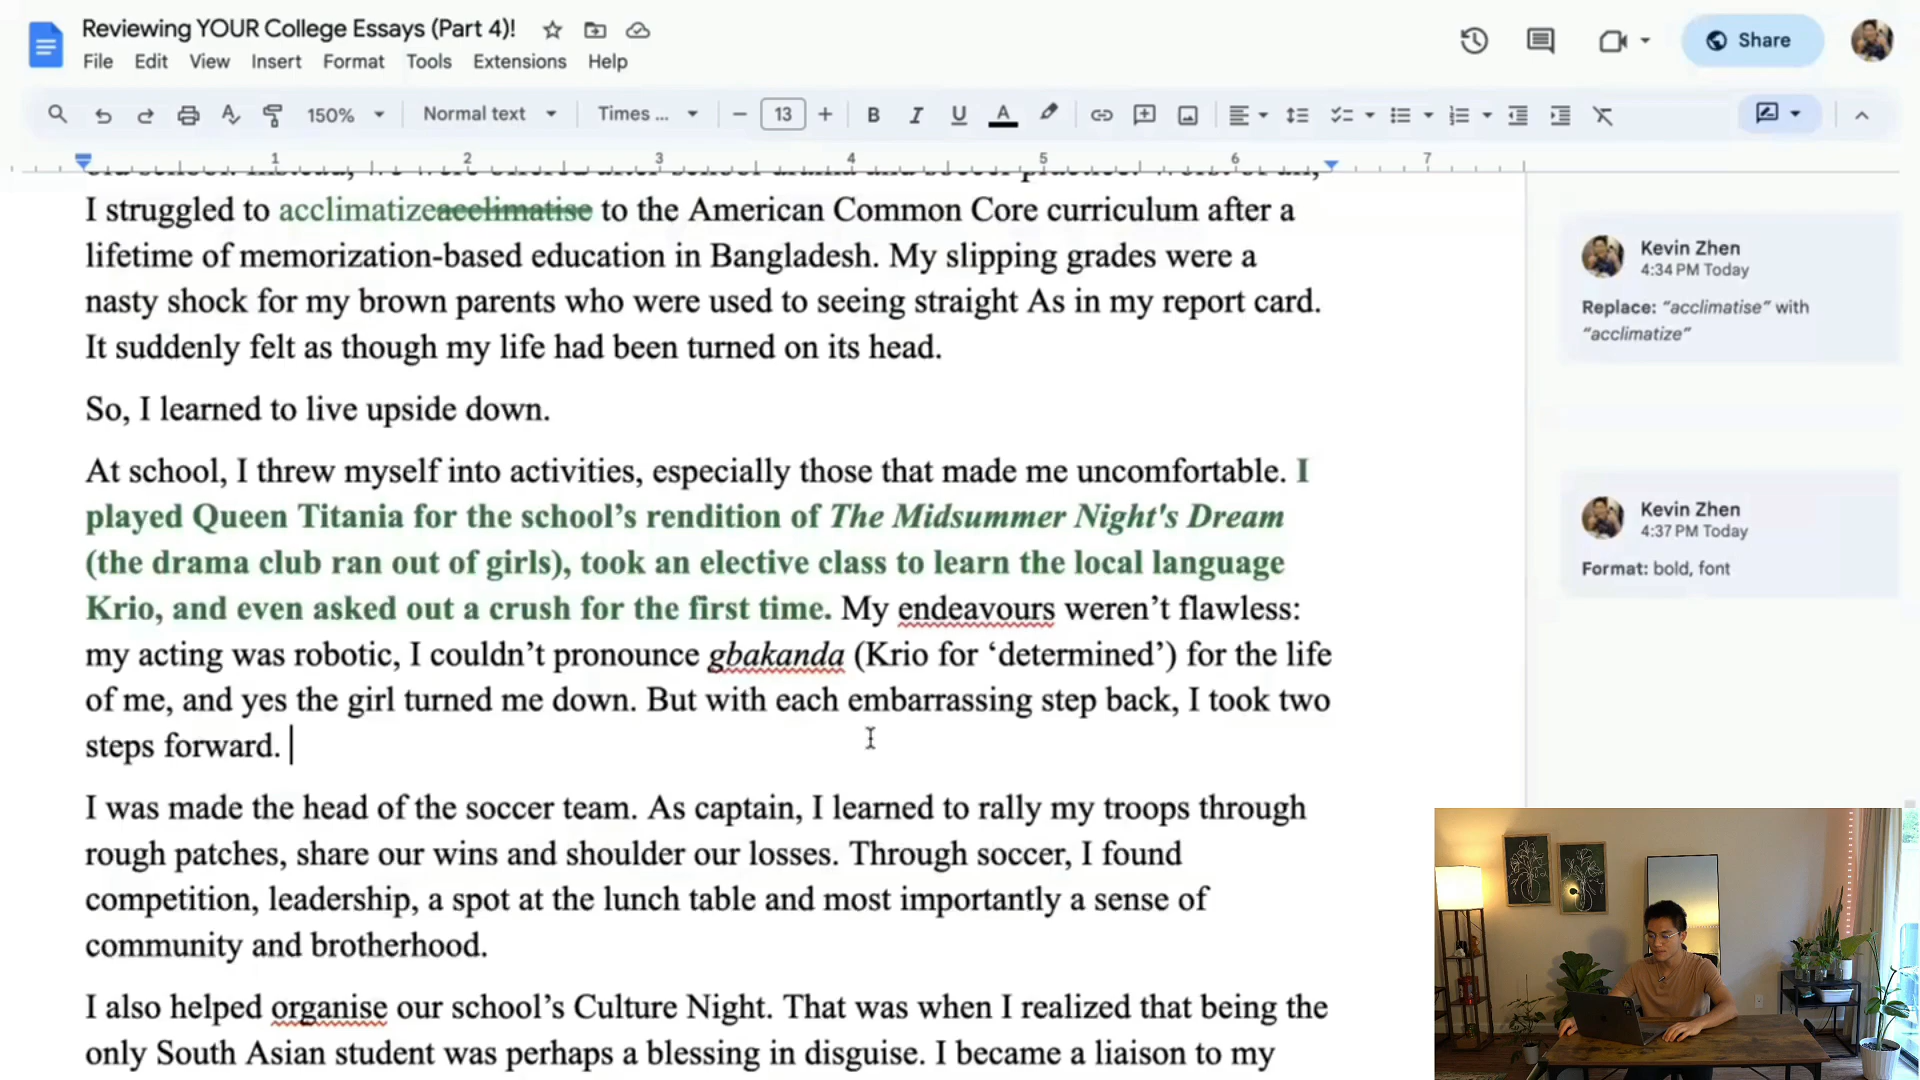 Reviewing YOUR College Essays (Part 4)!
File Edit View Insert Format Tools Extensions Help
Share
150% Normal text Times ... 13 B I U A
1 2 3 4 5 6 7
I struggled to acclimatizeacclimatise to the American Common Core curriculum after a
lifetime of memorization-based education in Bangladesh. My slipping grades were a
nasty shock for my brown parents who were used to seeing straight As in my report card.
It suddenly felt as though my life had been turned on its head.
So, I learned to live upside down.
At school, I threw myself into activities, especially those that made me uncomfortable. I
played Queen Titania for the school’s rendition of The Midsummer Night's Dream
(the drama club ran out of girls), took an elective class to learn the local language
Krio, and even asked out a crush for the first time. My endeavours weren’t flawless:
my acting was robotic, I couldn’t pronounce gbakanda (Krio for ‘determined’) for the life
of me, and yes the girl turned me down. But with each embarrassing step back, I took two
steps forward.
I was made the head of the soccer team. As captain, I learned to rally my troops through
rough patches, share our wins and shoulder our losses. Through soccer, I found
competition, leadership, a spot at the lunch table and most importantly a sense of
community and brotherhood.
I also helped organise our school’s Culture Night. That was when I realized that being the
only South Asian student was perhaps a blessing in disguise. I became a liaison to my
Kevin Zhen
4:34 PM Today
Replace: “acclimatise” with
“acclimatize”
Kevin Zhen
4:37 PM Today
Format: bold, font